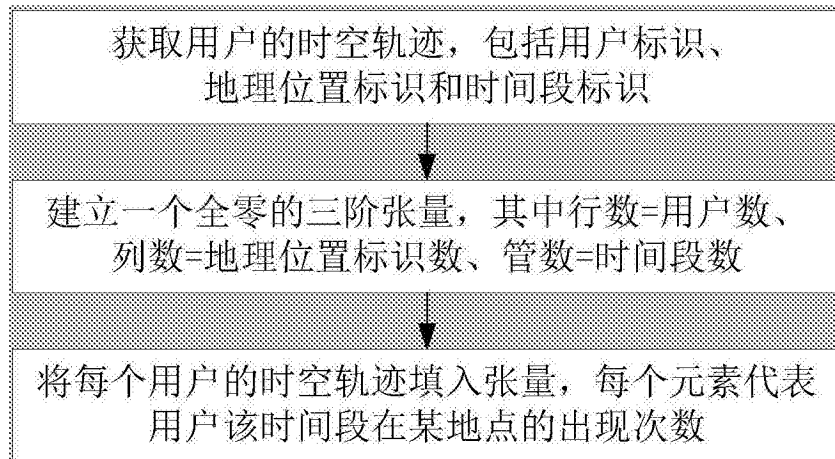 获取用户的时空轨迹，包括用户标识、
地理位置标识和时间段标识
建立一个全零的三阶张量，其中行数=用户数、
列数=地理位置标识数、管数=时间段数
将每个用户的时空轨迹填入张量，每个元素代表
用户该时间段在某地点的出现次数